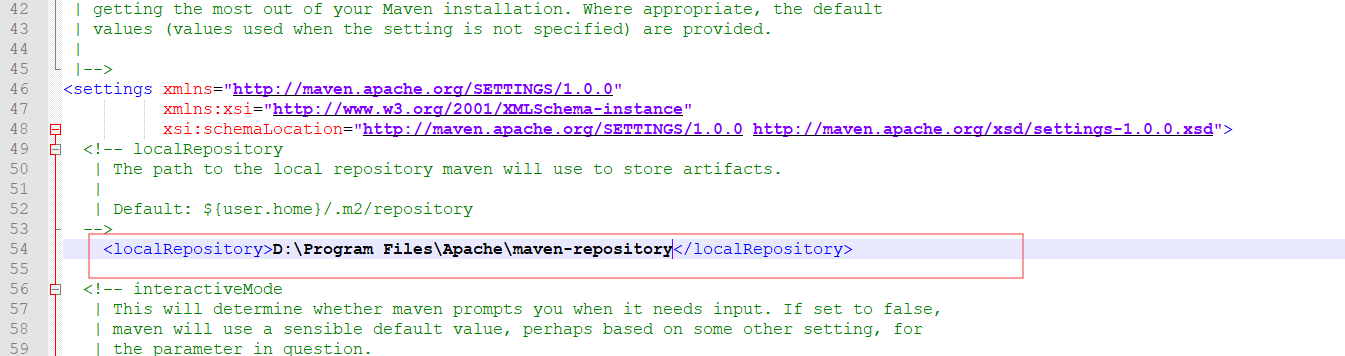 42 | getting the most out of your Maven installation. Where appropriate, the default
43 | values (values used when the setting is not specified) are provided.
44 |
45 |-->
46 <settings xmlns="http://maven.apache.org/SETTINGS/1.0.0"
47 xmlns:xsi="http://www.w3.org/2001/XMLSchema-instance"
48 xsi:schemaLocation="http://maven.apache.org/SETTINGS/1.0.0 http://maven.apache.org/xsd/settings-1.0.0.xsd">
49 <!-- localRepository
50 | The path to the local repository maven will use to store artifacts.
51 |
52 | Default: ${user.home}/.m2/repository
53 -->
54 <localRepository>D:\Program Files\Apache\maven-repository</localRepository>
55
56 <!-- interactiveMode
57 | This will determine whether maven prompts you when it needs input. If set to false,
58 | maven will use a sensible default value, perhaps based on some other setting, for
59 | the parameter in question.